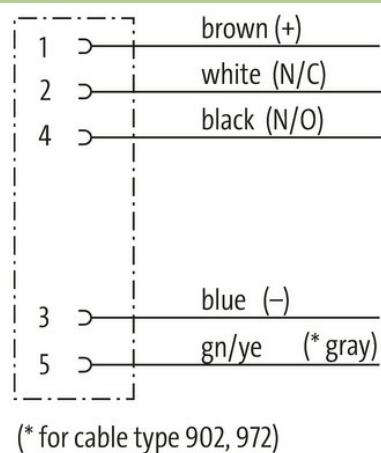 1 brown (+)
2 white (N/C)
4 black (N/O)
3 blue (–)
5 gn/ye (* gray)
(* for cable type 902, 972)